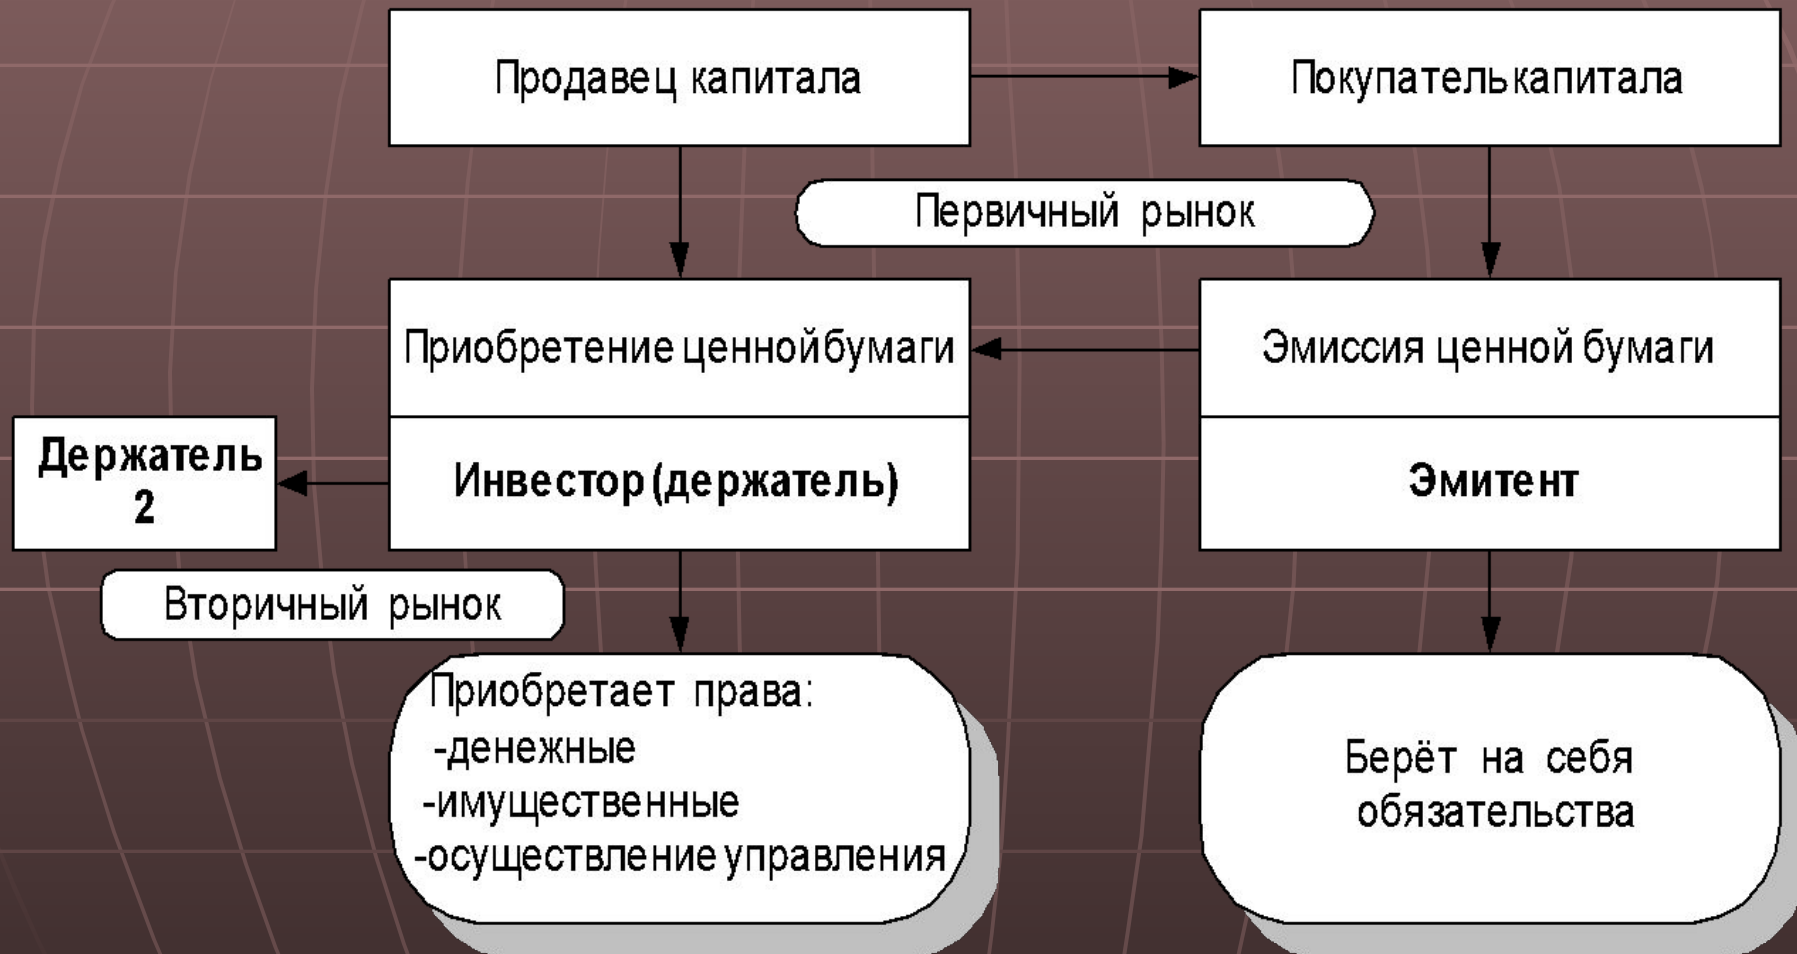 Продавец капитала
Покупатель капитала
Первичный рынок
Приобретение ценной бумаги
Эмиссия ценной бумаги
Держатель
2
Инвестор (держатель)
Эмитент
Вторичный рынок
Приобретает права:
-денежные
-имущественные
-осуществление управления
Берёт на себя
обязательства